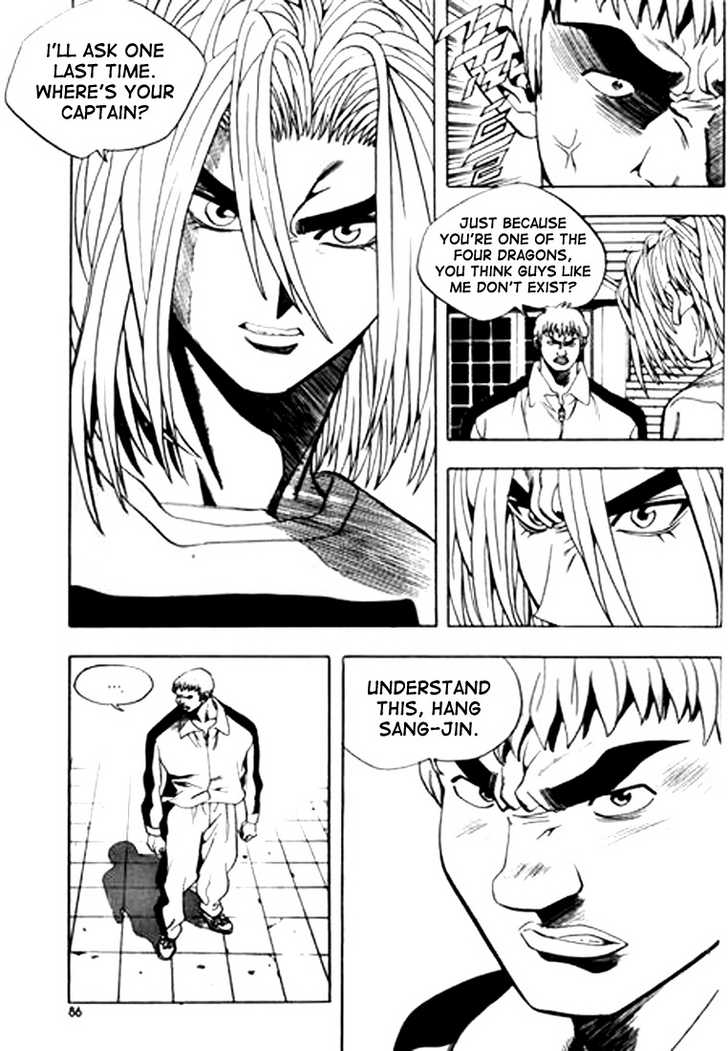 I'LL ASK ONE
LAST TIME.
WHERE'S YOUR
CAPTAIN?
JUST BECAUSE
YOU'RE ONE OF THE
FOUR DRAGONS,
YOU THINK GUYS LIKE
ME DON'T EXIST?
...
UNDERSTAND
THIS, HANG
SANG-JIN.
86